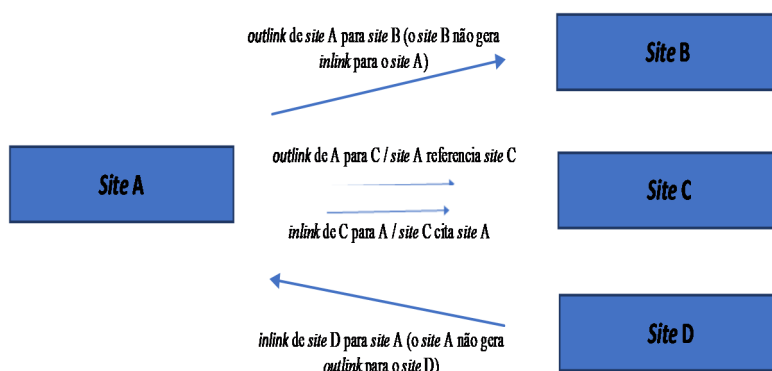 outlink de site A para site B (o site B não gera
inlink para o site A)
Site B
Site A
outlink de A para C / site A referencia site C
inlink de C para A / site C cita site A
Site C
inlink de site D para site A (o site A não gera
outlink para o site D)
Site D